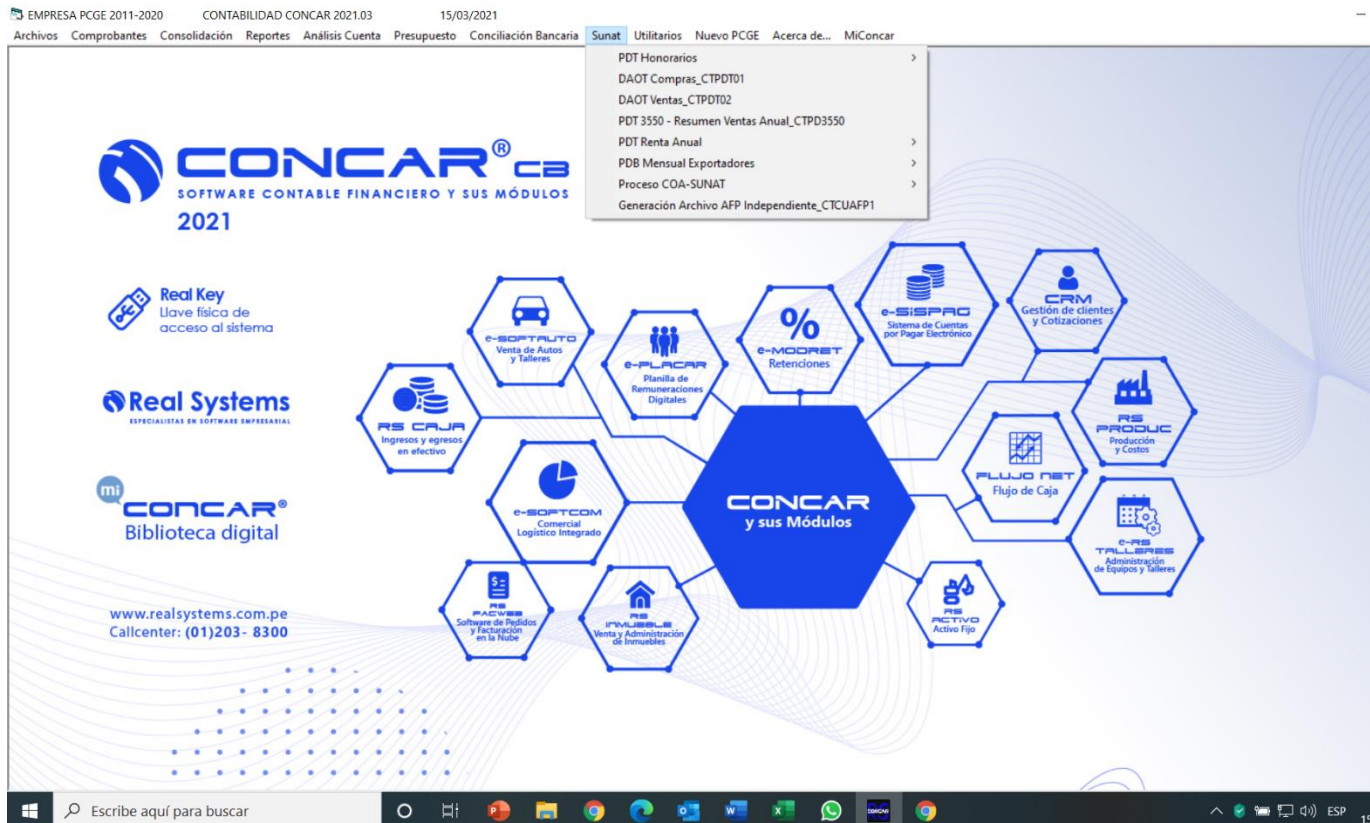 EMPRESA PCGE 2011-2020 CONTABILIDAD CONCAR 2021.03 15/03/2021
Archivos Comprobantes Consolidación Reportes Análisis Cuenta Presupuesto Conciliación Bancaria Sunat Utilitarios Nuevo PCGE Acerca de... MiConcar
PDT Honorarios
DAOT Compras_CTPDT01
DAOT Ventas_CTPDT02
PDT 3550 - Resumen Ventas Anual_CTPD3550
PDT Renta Anual
PDB Mensual Exportadores
Proceso COA-SUNAT
Generación Archivo AFP Independiente_CTCUAFP1
CONCAR® CB
SOFTWARE CONTABLE FINANCIERO Y SUS MÓDULOS
2021
Real Key
Llave física de
acceso al sistema
Real Systems
ESPECIALISTAS EN SOFTWARE EMPRESARIAL
mi
CONCAR®
Biblioteca digital
www.realsystems.com.pe
Callcenter: (01)203- 8300
e-SOFTAUTO
Venta de Autos
y Talleres
e-PLACAR
Planilla de
Remuneraciones
Digitales
%
e-MODRET
Retenciones
e-SISPAG
Sistema de Cuentas
por Pagar Electrónico
CRM
Gestión de clientes
y Cotizaciones
RS CAJA
Ingresos y egresos
en efectivo
RS
PRODUC
Producción
y Costos
FLUJO NET
Flujo de Caja
e-SOFTCOM
Comercial
Logístico Integrado
CONCAR
y sus Módulos
e-RS
TALLERES
Administración
de Equipos y Talleres
RS
FACWEB
Software de Pedidos
y Facturación
en la Nube
RS
INMUEBLE
Venta y Administración
de Inmuebles
RS
ACTIVO
Activo Fijo
Escribe aquí para buscar
ESP